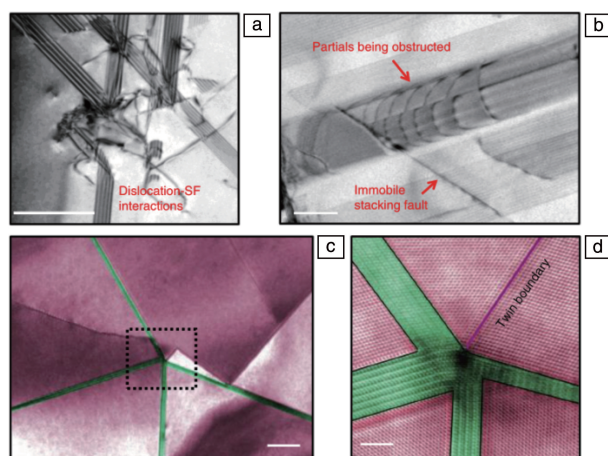 a
Dislocation-SF
interactions
b
Partials being obstructed
Immobile
stacking fault
c
d
Twin boundary